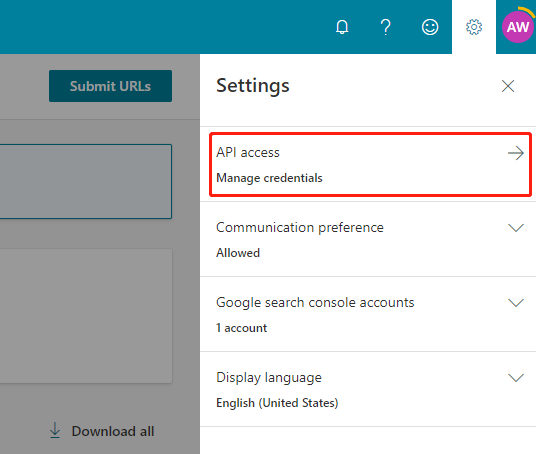 AW
Submit URLs
Settings
API access
Manage credentials
Communication preference
Allowed
Google search console accounts
1 account
Display language
English (United States)
Download all